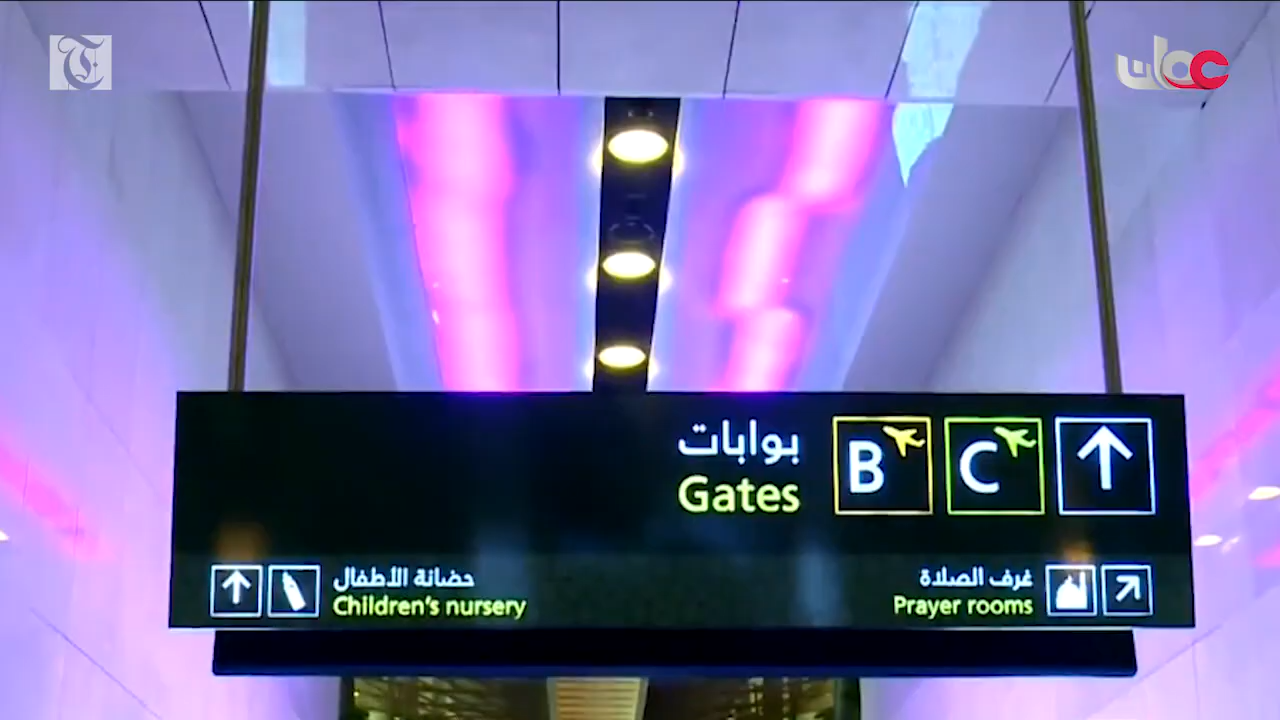 T
بوابات
Gates
B C
حضانة الأطفال
Children's nursery
غرف الصلاة
Prayer rooms